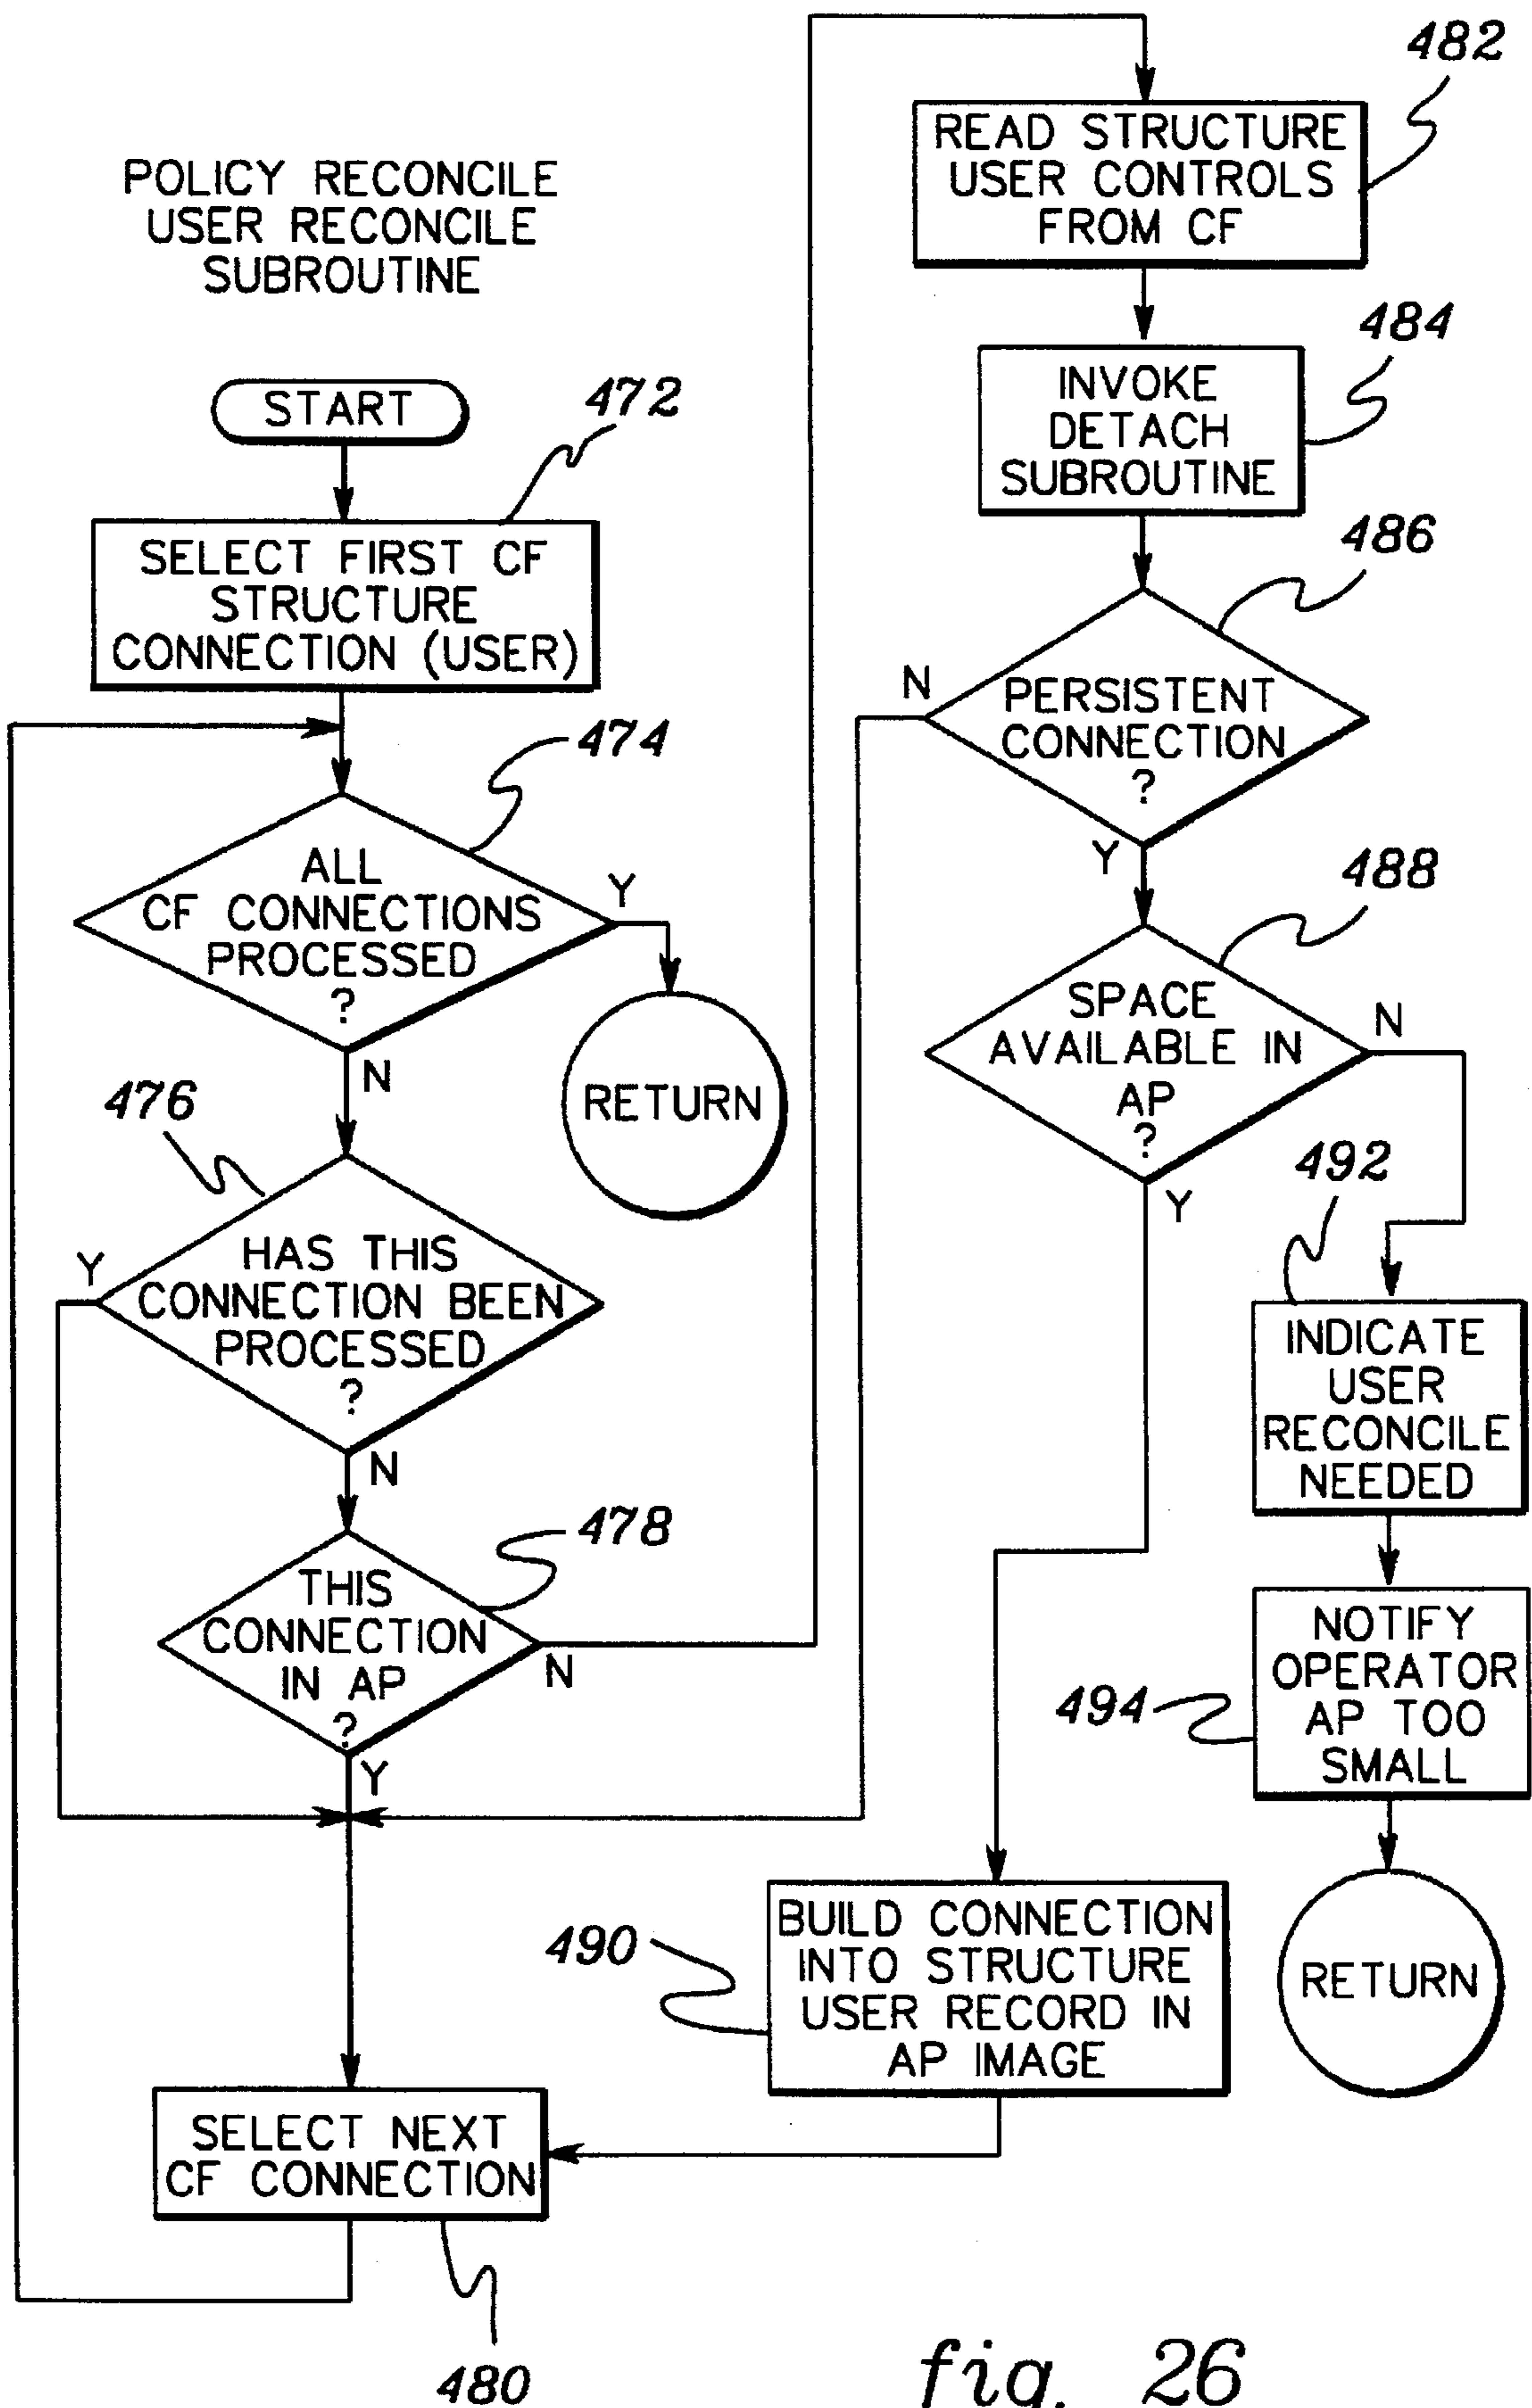 POLICY RECONCILE
USER RECONCILE
SUBROUTINE
START
472
SELECT FIRST CF
STRUCTURE
CONNECTION (USER)
474
ALL
CF CONNECTIONS
PROCESSED
?
Y
N
RETURN
476
HAS THIS
CONNECTION BEEN
PROCESSED
?
Y
N
478
THIS
CONNECTION
IN AP
?
N
Y
SELECT NEXT
CF CONNECTION
480
482
READ STRUCTURE
USER CONTROLS
FROM CF
484
INVOKE
DETACH
SUBROUTINE
486
N
PERSISTENT
CONNECTION
?
Y
488
SPACE
AVAILABLE IN
AP
?
N
Y
490
BUILD CONNECTION
INTO STRUCTURE
USER RECORD IN
AP IMAGE
492
INDICATE
USER
RECONCILE
NEEDED
494
NOTIFY
OPERATOR
AP TOO
SMALL
RETURN
fig. 26